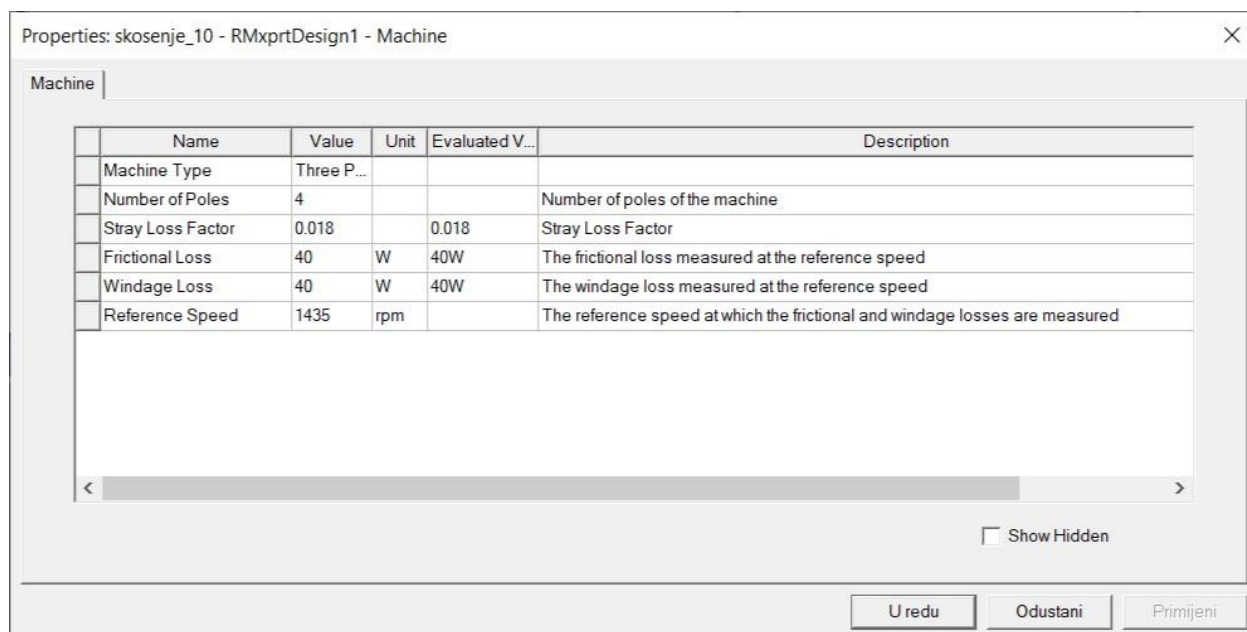 Properties: skosenje_10 - RMxprtDesign1 - Machine
Machine
Name Value Unit Evaluated V... Description
Machine Type Three P...
Number of Poles 4 Number of poles of the machine
Stray Loss Factor 0.018 0.018 Stray Loss Factor
Frictional Loss 40 W 40W The frictional loss measured at the reference speed
Windage Loss 40 W 40W The windage loss measured at the reference speed
Reference Speed 1435 rpm The reference speed at which the frictional and windage losses are measured
Show Hidden
U redu Odustani Primijeni